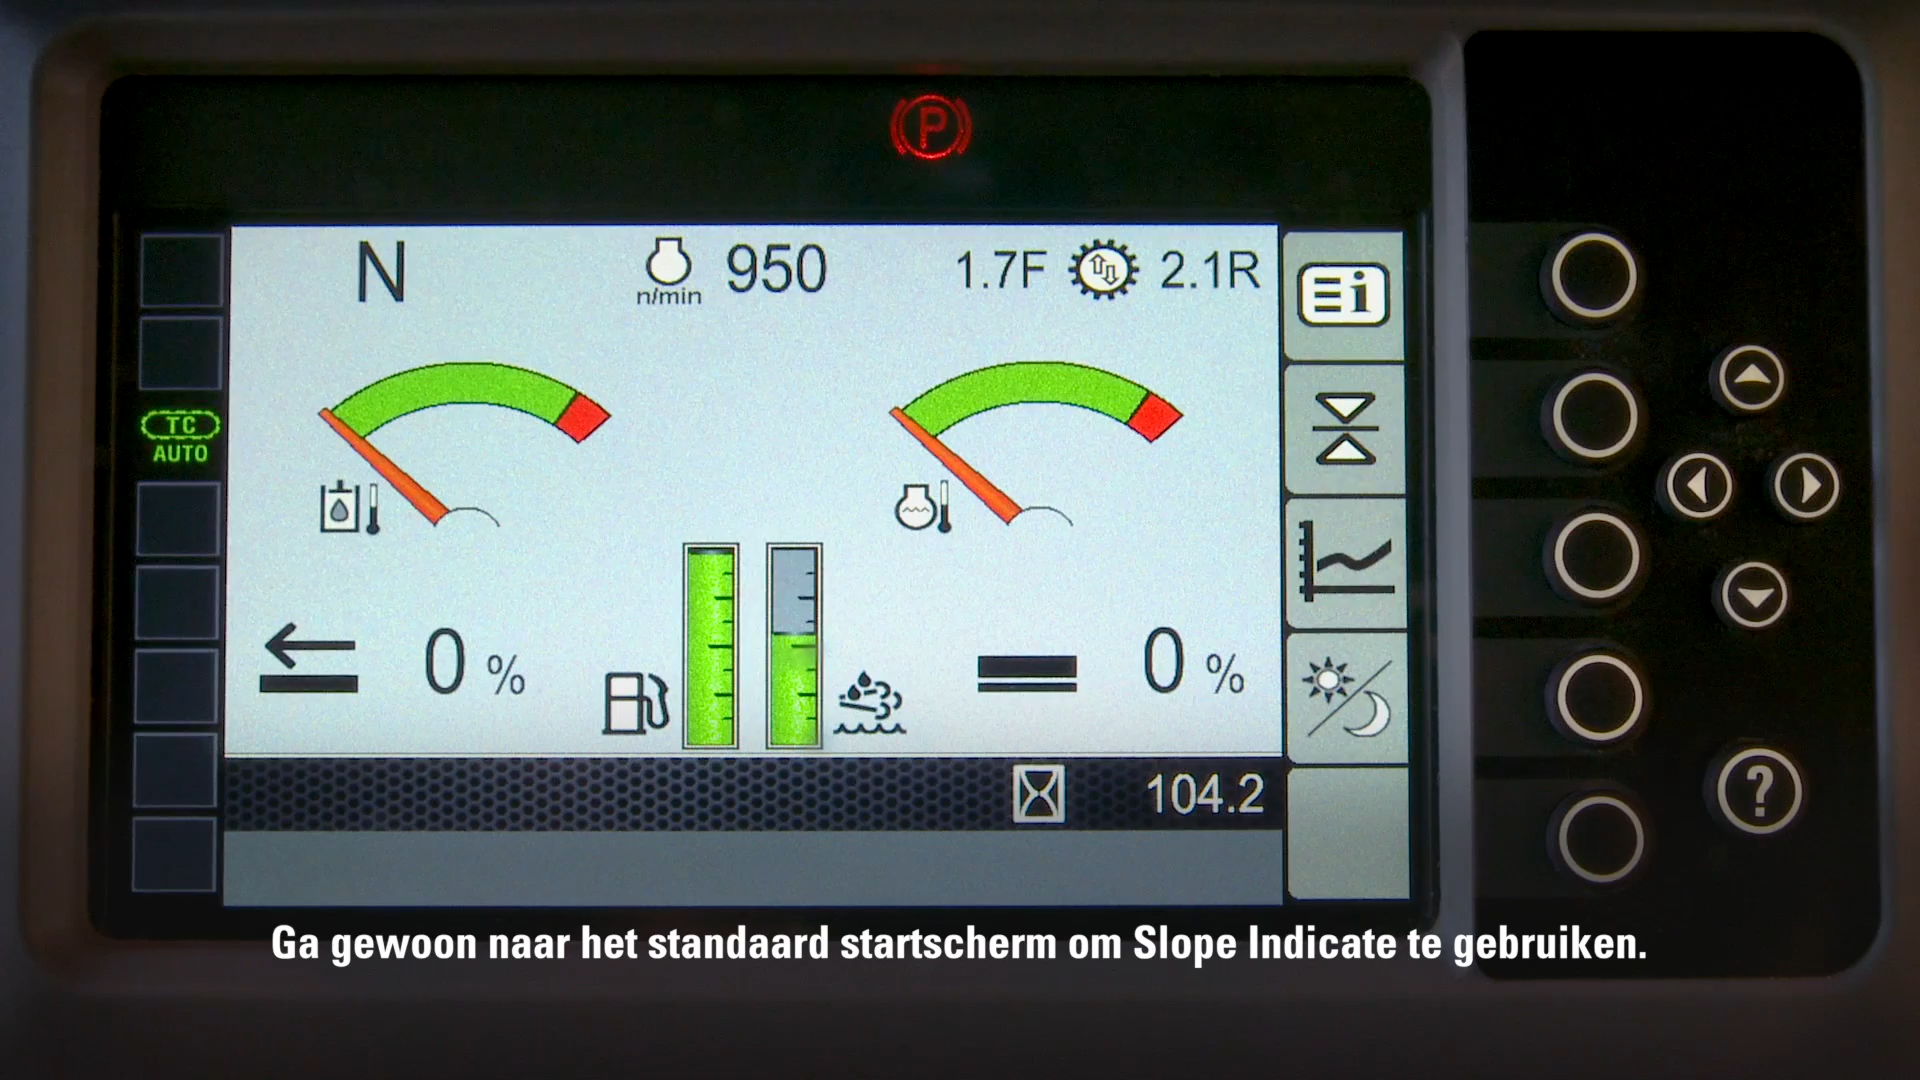 P
N
n/min
950
1.7F
2.1R
i
TC
AUTO
0 %
0 %
104.2
?
Ga gewoon naar het standaard startscherm om Slope Indicate te gebruiken.